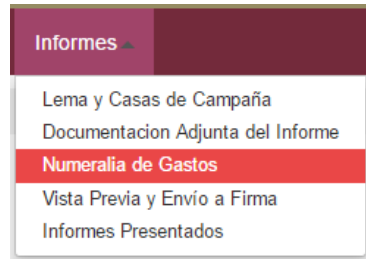 Informes
Lema y Casas de Campaña
Documentacion Adjunta del Informe
Numeralia de Gastos
Vista Previa y Envío a Firma
Informes Presentados